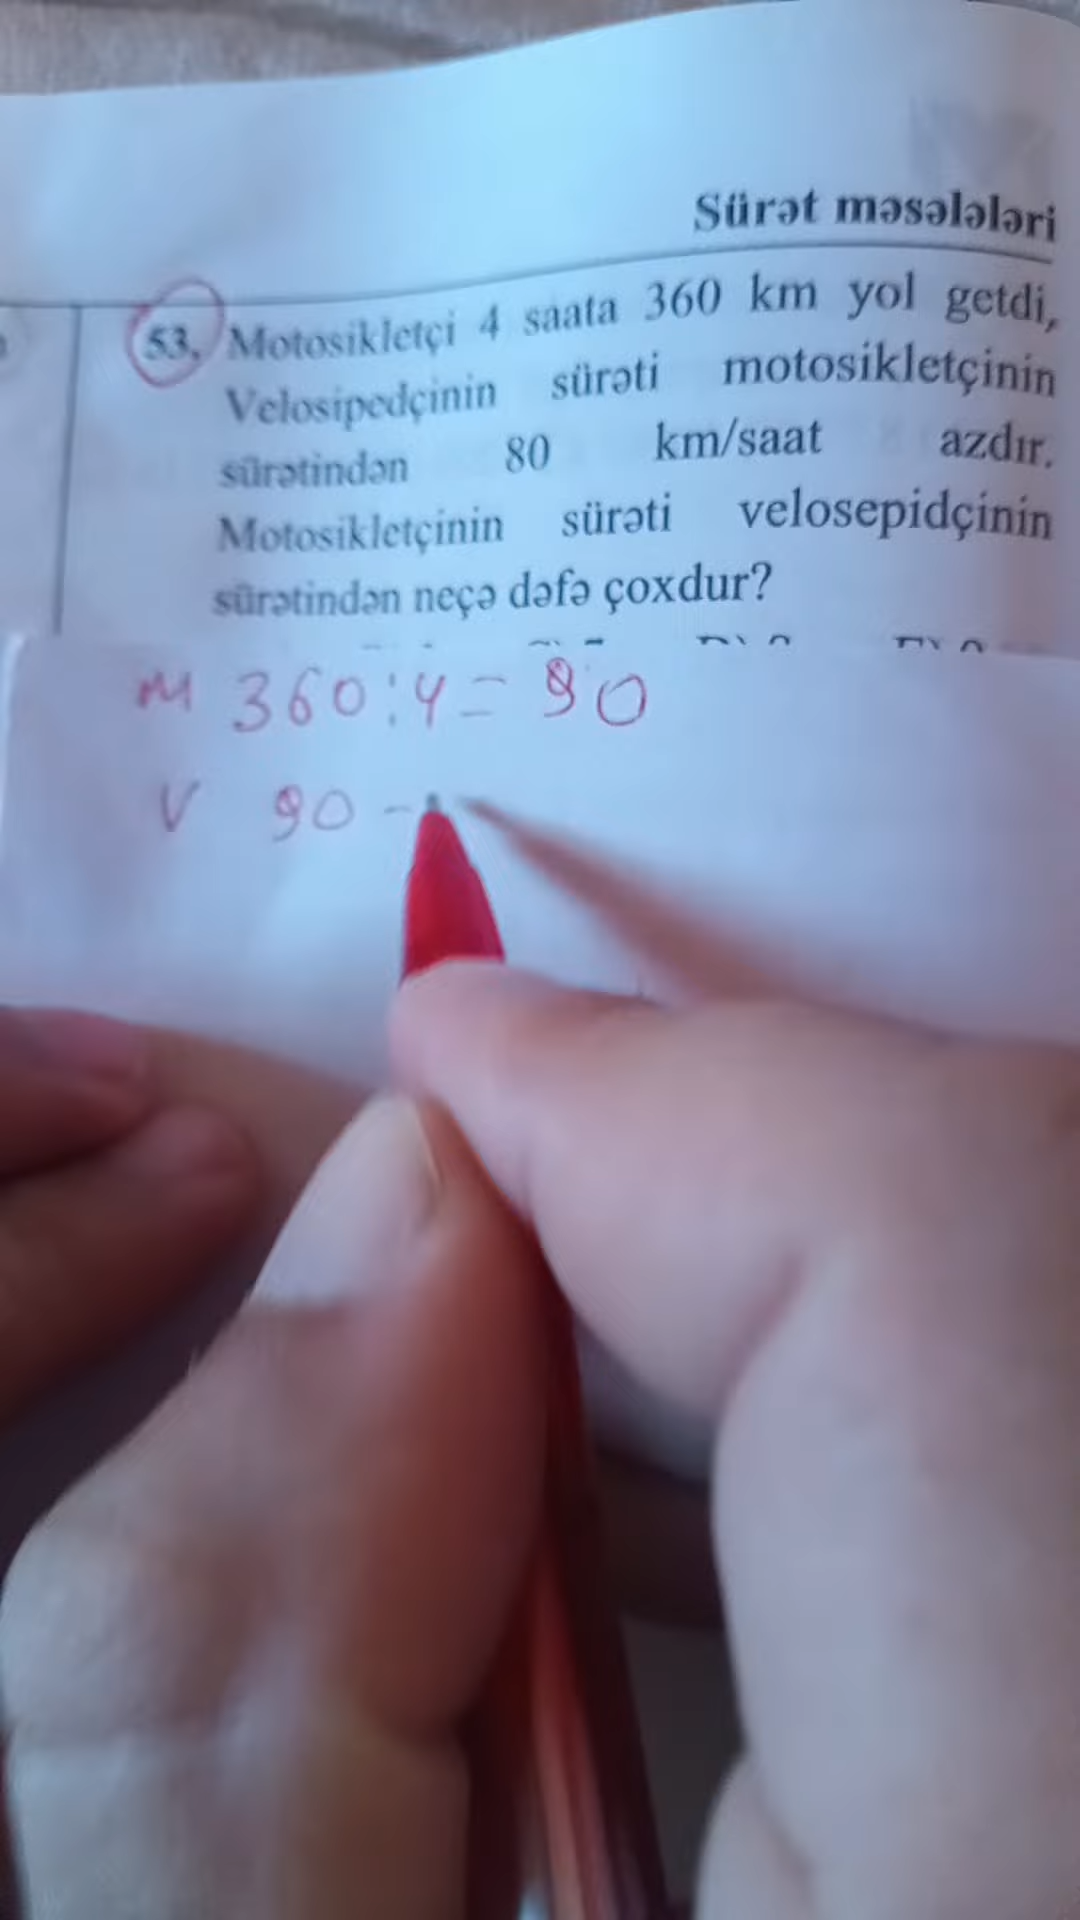 Sürət məsələləri
53. Motosikletçi 4 saata 360 km yol getdi,
Velosipedçinin sürəti motosikletçinin
sürətindən 80 km/saat azdır.
Motosikletçinin sürəti velosepidçinin
sürətindən neçə dəfə çoxdur?
M 360:4=90
V 90 -